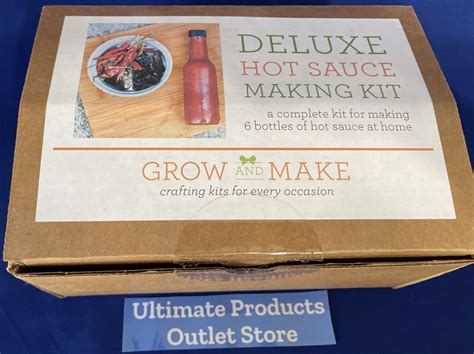 DELUXE
HOT SAUCE
MAKING KIT
a complete kit for making
6 bottles of hot sauce at home
GROW AND MAKE
crafting kits for every occasion
Ultimate Products
Outlet Store